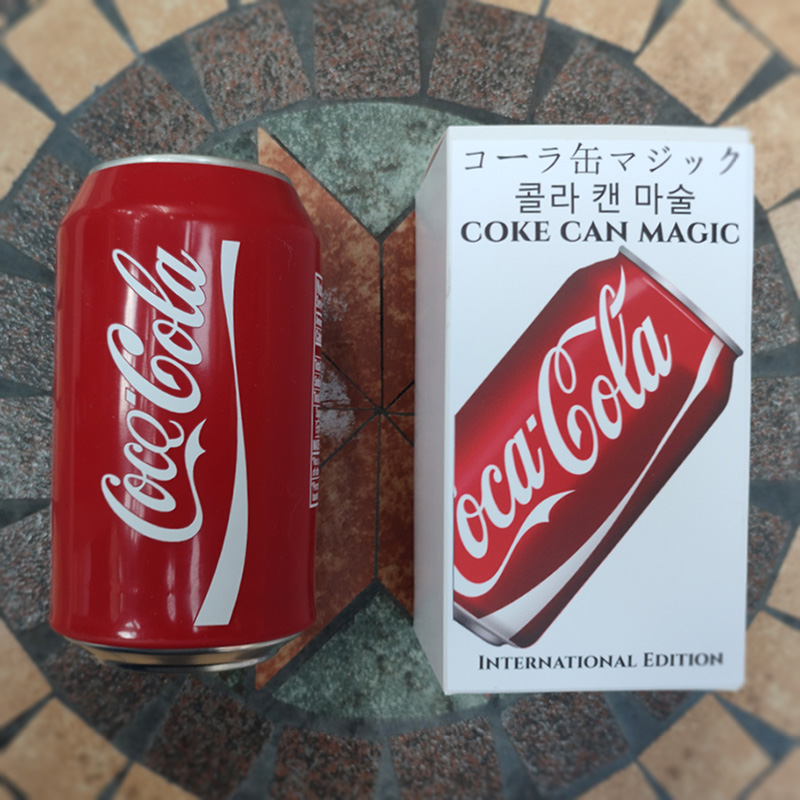 Coce Cola
コーラ缶マジック
콜라 캔 마술
COKE CAN MAGIC
Coca-Cola
INTERNATIONAL EDITION